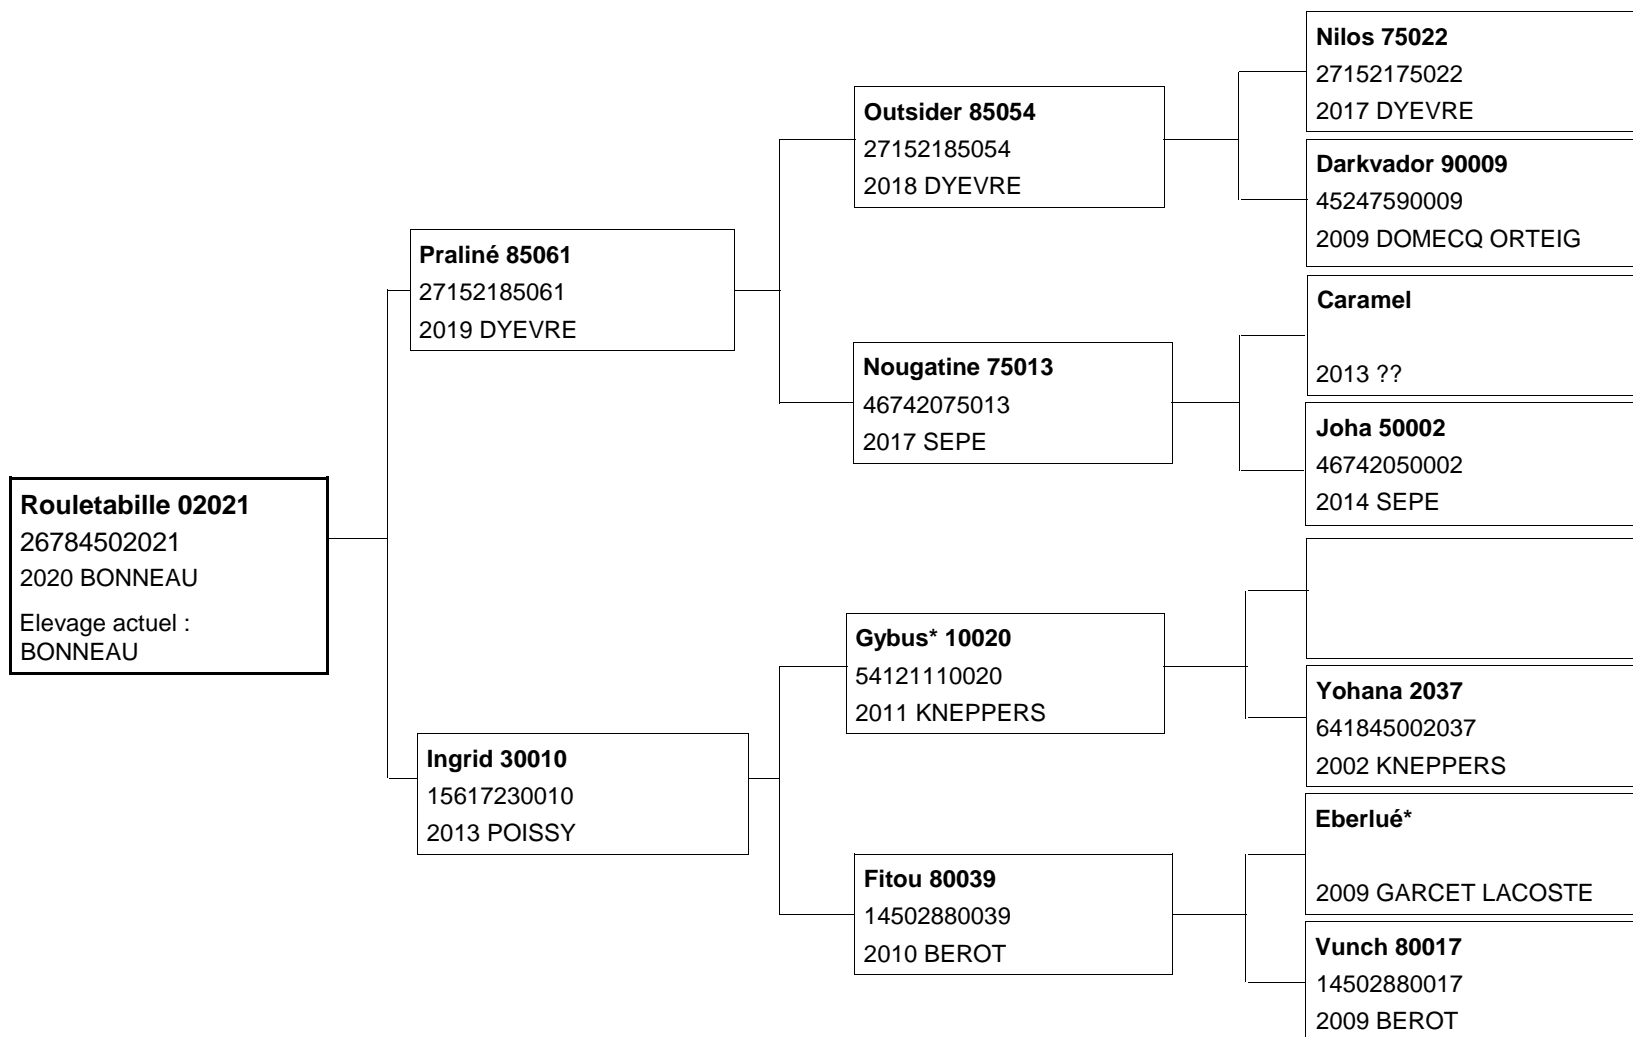 Rouletabille 02021
26784502021
2020 BONNEAU
Elevage actuel :
BONNEAU
Praliné 85061
27152185061
2019 DYEVRE
Ingrid 30010
15617230010
2013 POISSY
Outsider 85054
27152185054
2018 DYEVRE
Nougatine 75013
46742075013
2017 SEPE
Gybus* 10020
54121110020
2011 KNEPPERS
Fitou 80039
14502880039
2010 BEROT
Nilos 75022
27152175022
2017 DYEVRE
Darkvador 90009
45247590009
2009 DOMECQ ORTEIG
Caramel
2013 ??
Joha 50002
46742050002
2014 SEPE
Yohana 2037
641845002037
2002 KNEPPERS
Eberlué*
2009 GARCET LACOSTE
Vunch 80017
14502880017
2009 BEROT